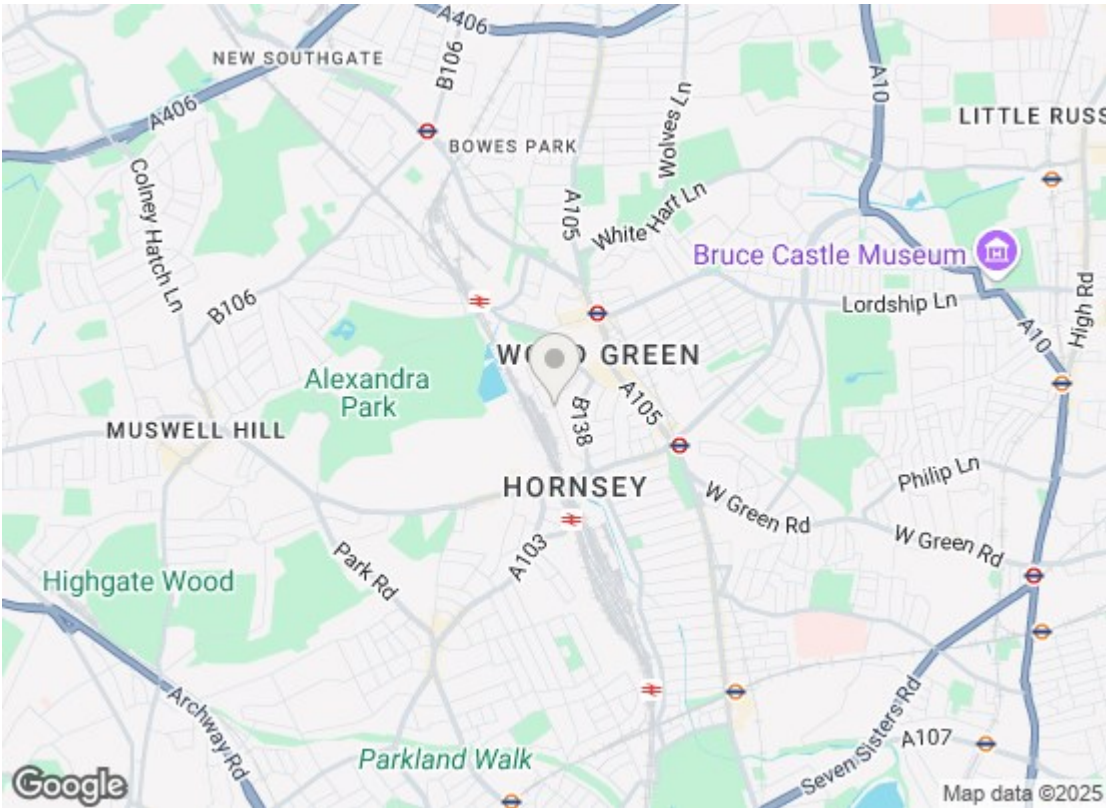 A406
NEW SOUTHGATE
B106
A406
BOWES PARK
Wolves Ln
A10
LITTLE RUSS
Colney Hatch Ln
A105
White Hart Ln
Bruce Castle Museum
B106
Lordship Ln
High Rd
A10
WOOD GREEN
Alexandra
Park
A105
B138
MUSWELL HILL
Philip Ln
HORNSEY
W Green Rd
W Green Rd
A103
Park Rd
Highgate Wood
Archway Rd
Seven Sisters Rd
A107
Parkland Walk
Google
Map data ©2025